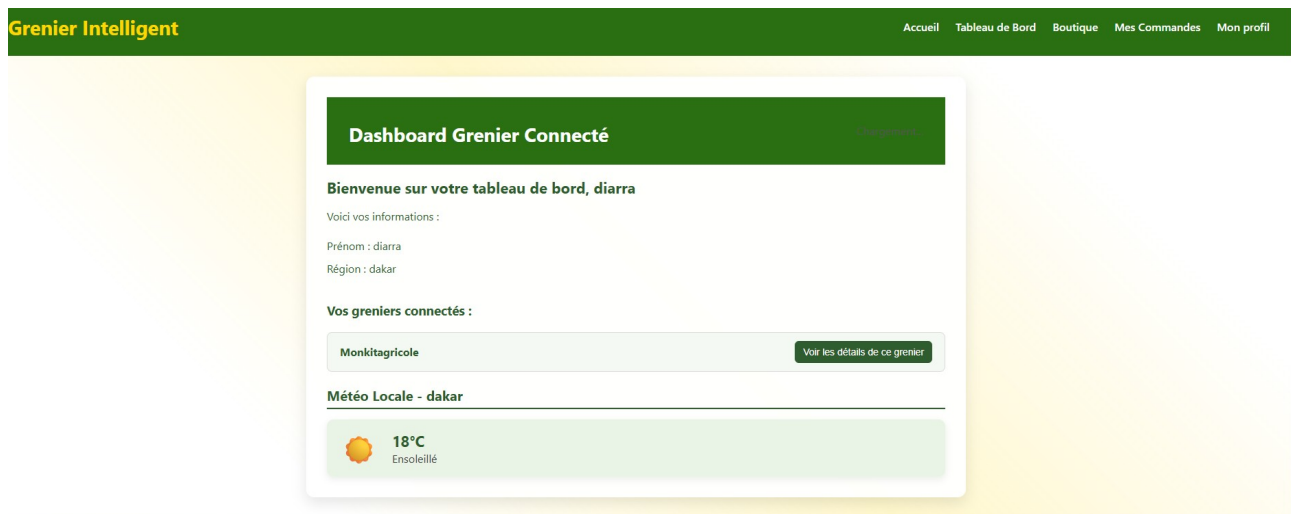 Grenier Intelligent
Accueil Tableau de Bord Boutique Mes Commandes Mon profil
Dashboard Grenier Connecté
Bienvenue sur votre tableau de bord, diarra
Voici vos informations :
Prénom : diarra
Région : dakar
Vos greniers connectés :
Monkitagricole Voir les détails de ce grenier
Météo Locale - dakar
18°C
Ensoleillé